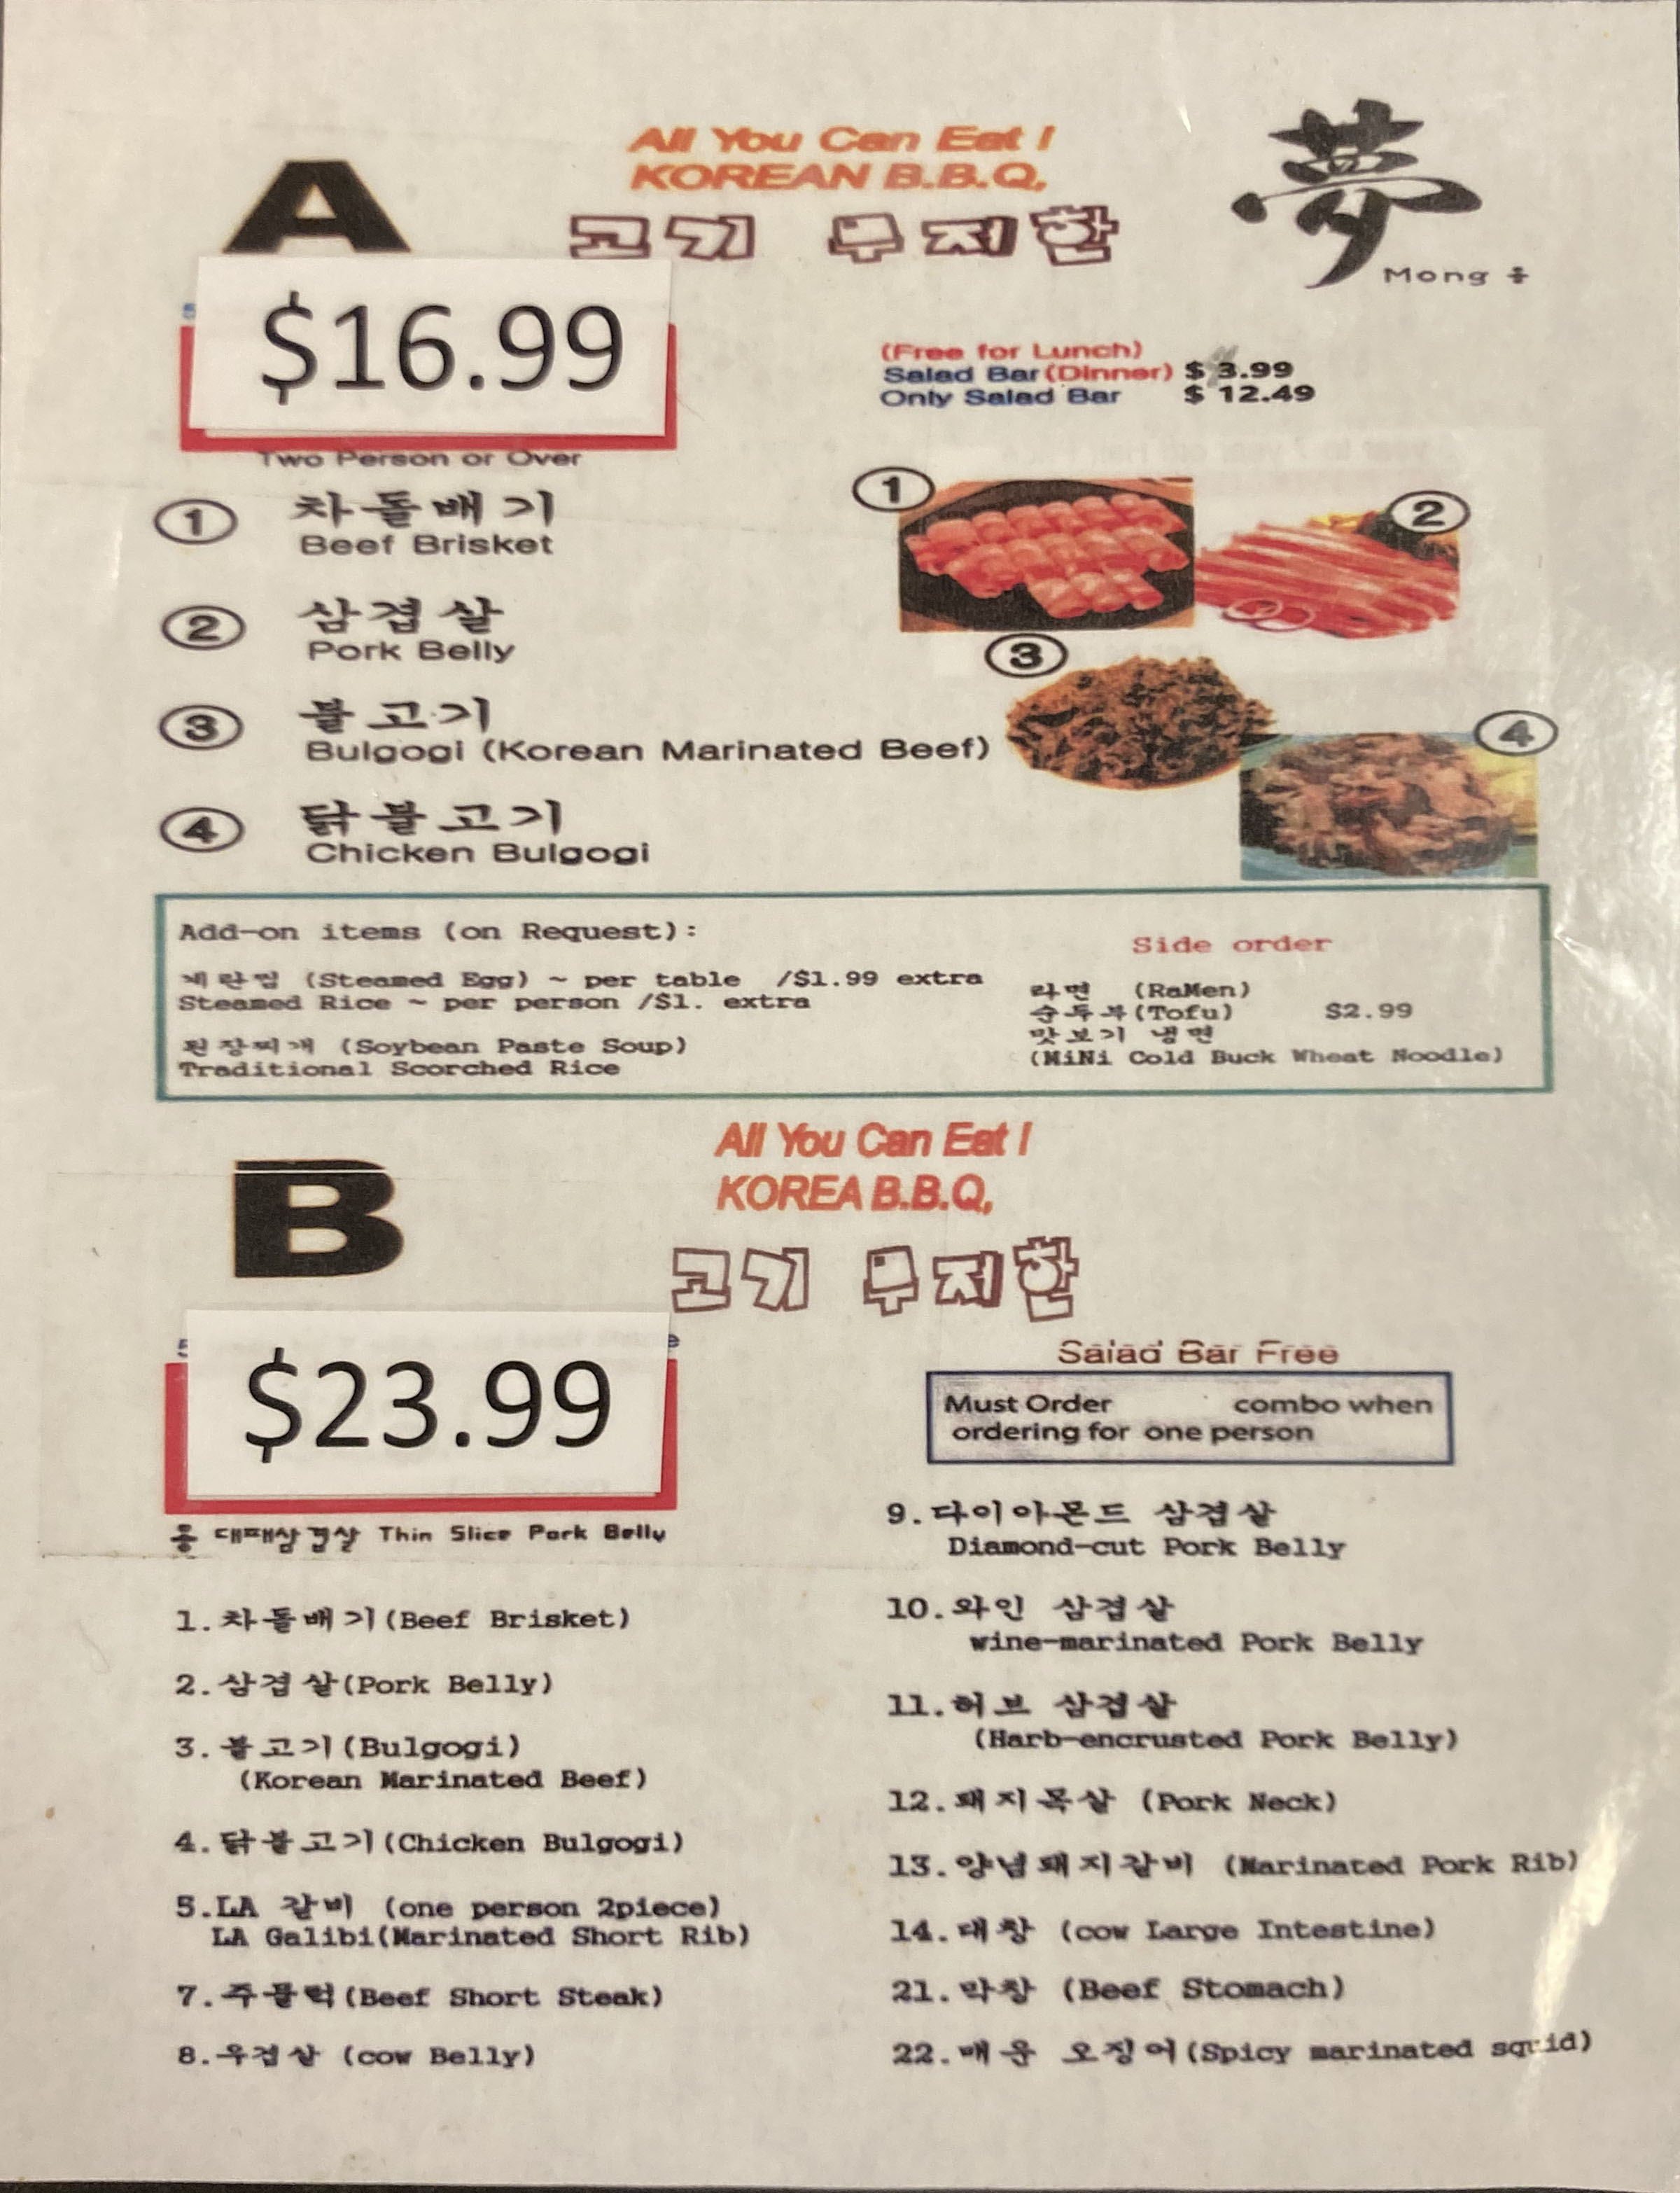 A
All You Can Eat !
KOREAN B.B.Q,
고기 무제한
夢
Mong 몽
$16.99
(Free for Lunch)
Salad Bar (Dinner) $ 3.99
Only Salad Bar $ 12.49
Two Person or Over
1 차돌배기
Beef Brisket
2 삼겹살
Pork Belly
3 불고기
Bulgogi (Korean Marinated Beef)
4 닭불고기
Chicken Bulgogi
1
2
3
4
Add-on items (on Request):
계란찜 (Steamed Egg) ~ per table /$1.99 extra
Steamed Rice ~ per person /$1. extra
된장찌개 (Soybean Paste Soup)
Traditional Scorched Rice
Side order
라면 (RaMen)
순두부(Tofu) $2.99
맛보기 냉면
(MiNi Cold Buck Wheat Noodle)
B
All You Can Eat !
KOREA B.B.Q,
고기 무제한
$23.99
Salad Bar Free
Must Order combo when
ordering for one person
몽 대패삼겹살 Thin Slice Pork Belly
1.차돌배기(Beef Brisket)
2.삼겹살(Pork Belly)
3.불고기(Bulgogi)
(Korean Marinated Beef)
4.닭불고기(Chicken Bulgogi)
5.LA 갈비 (one person 2piece)
LA Galibi(Marinated Short Rib)
7.주물럭(Beef Short Steak)
8.우겹살 (cow Belly)
9.다이아몬드 삼겹살
Diamond-cut Pork Belly
10.와인 삼겹살
wine-marinated Pork Belly
11.허브 삼겹살
(Harb-encrusted Pork Belly)
12.돼지목살 (Pork Neck)
13.양념돼지갈비 (Marinated Pork Rib)
14.대창 (cow Large Intestine)
21.막창 (Beef Stomach)
22.매운 오징어(Spicy marinated squid)